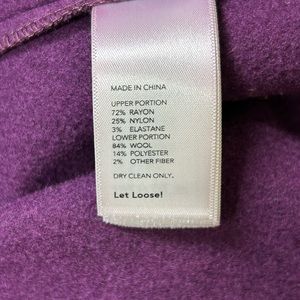 MADE IN CHINA
UPPER PORTION
72% RAYON
25% NYLON
3% ELASTANE
LOWER PORTION
84% WOOL
14% POLYESTER
2% OTHER FIBER
DRY CLEAN ONLY.
Let Loose!